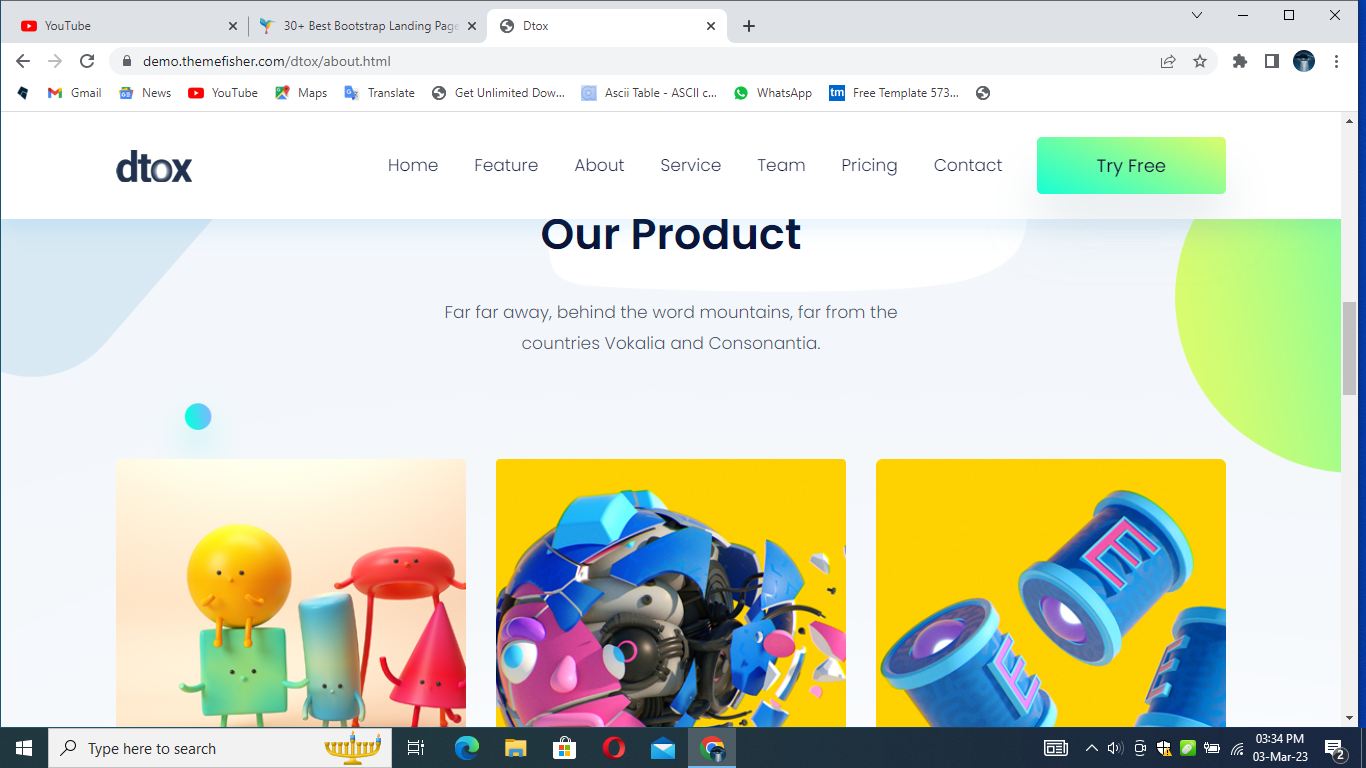 YouTube
30+ Best Bootstrap Landing Page
Dtox
demo.themefisher.com/dtox/about.html
Gmail
News
YouTube
Maps
Translate
Get Unlimited Dow...
Ascii Table - ASCII c...
WhatsApp
tm
Free Template 573...
dtox
Home
Feature
About
Service
Team
Pricing
Contact
Try Free
Our Product
Far far away, behind the word mountains, far from the
countries Vokalia and Consonantia.
E
E
E
Type here to search
03:34 PM
03-Mar-23
2